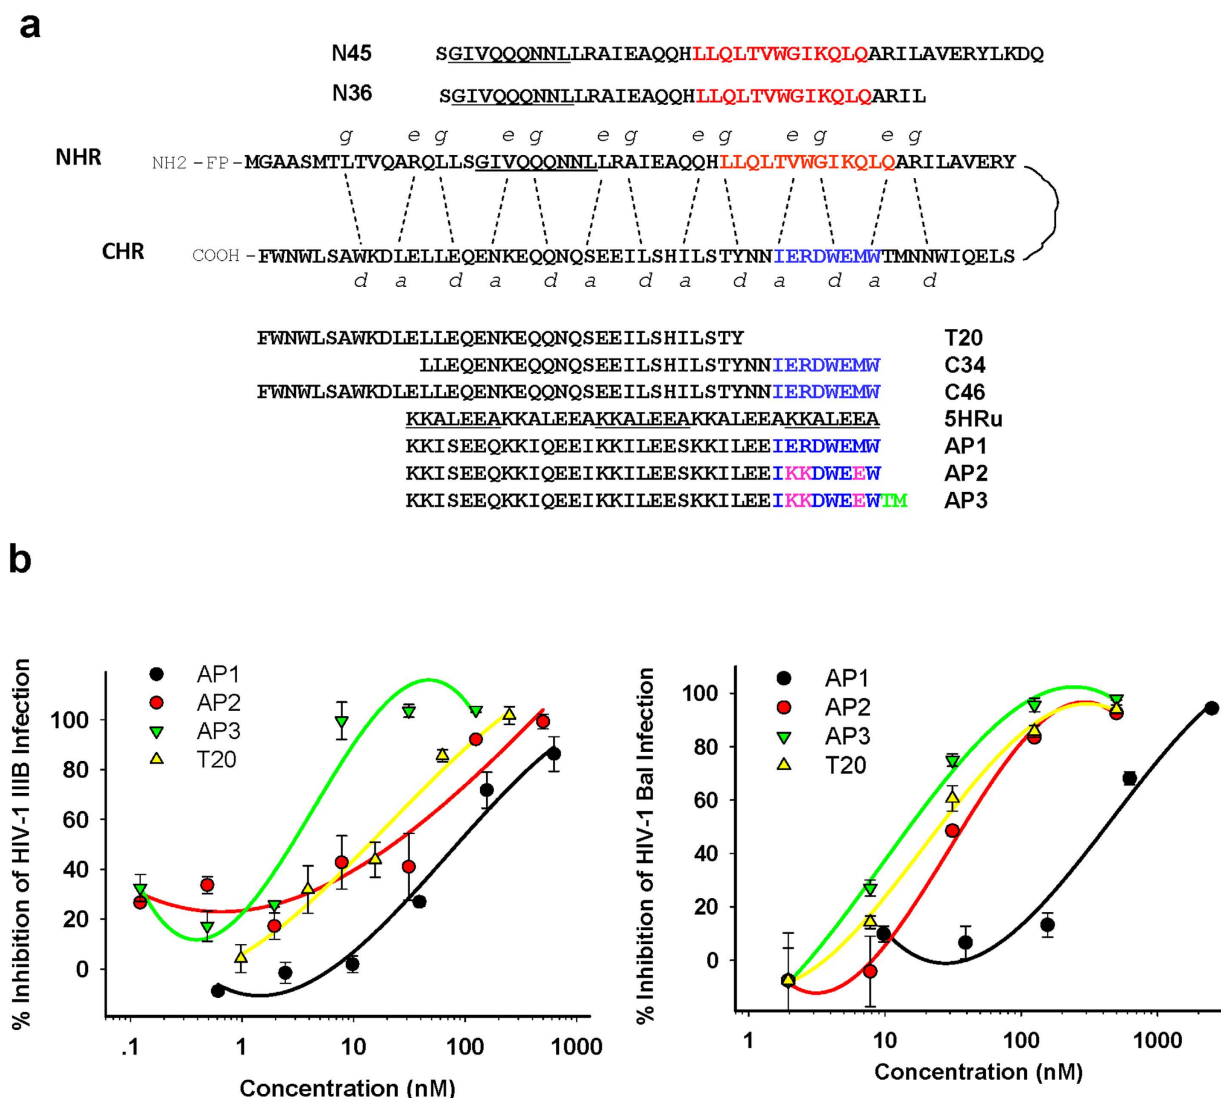 a
N45 SGIVQQQNNLLRAIEAQQHLLQLTVWGIKQLQARILAVERYLKDQ
N36 SGIVQQQNNLLRAIEAQQHLLQLTVWGIKQLQARIL
g e g e g e g e g e g e g
NHR NH2 -FP -MGAASMTLTVQARQLLSGIVQQQNNLLRAIEAQQHLLQLTVWGIKQLQARILAVERY
CHR COOH -FWNWLSAWKDLELLEQENKEQQNQSEEILSHILSTYNNIERDWEMWTMNNWIQELS
d a d a d a d a d a d a d
FWNWLSAWKDLELLEQENKEQQNQSEEILSHILSTY T20
LLEQENKEQQNQSEEILSHILSTYNNIERDWEMW C34
FWNWLSAWKDLELLEQENKEQQNQSEEILSHILSTYNNIERDWEMW C46
KKALEEAKKALEEAKKALEEAKKALEEAKKALEEA 5HRu
KKISEEQKKIQEEIKKILEESKKILEEIERDWEMW AP1
KKISEEQKKIQEEIKKILEESKKILEEIKKDWEEW AP2
KKISEEQKKIQEEIKKILEESKKILEEIKKDWEEWTM AP3
b
% Inhibition of HIV-1 IIIB Infection
AP1
AP2
AP3
T20
100
80
60
40
20
0
.1 1 10 100 1000
Concentration (nM)
% Inhibition of HIV-1 Bal Infection
AP1
AP2
AP3
T20
100
80
60
40
20
0
1 10 100 1000
Concentration (nM)